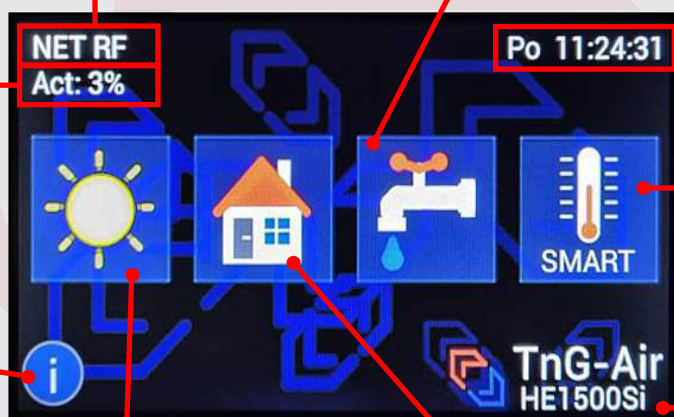 NET RF
Po 11:24:31
Act: 3%
SMART
i
TnG-Air
HE1500Si